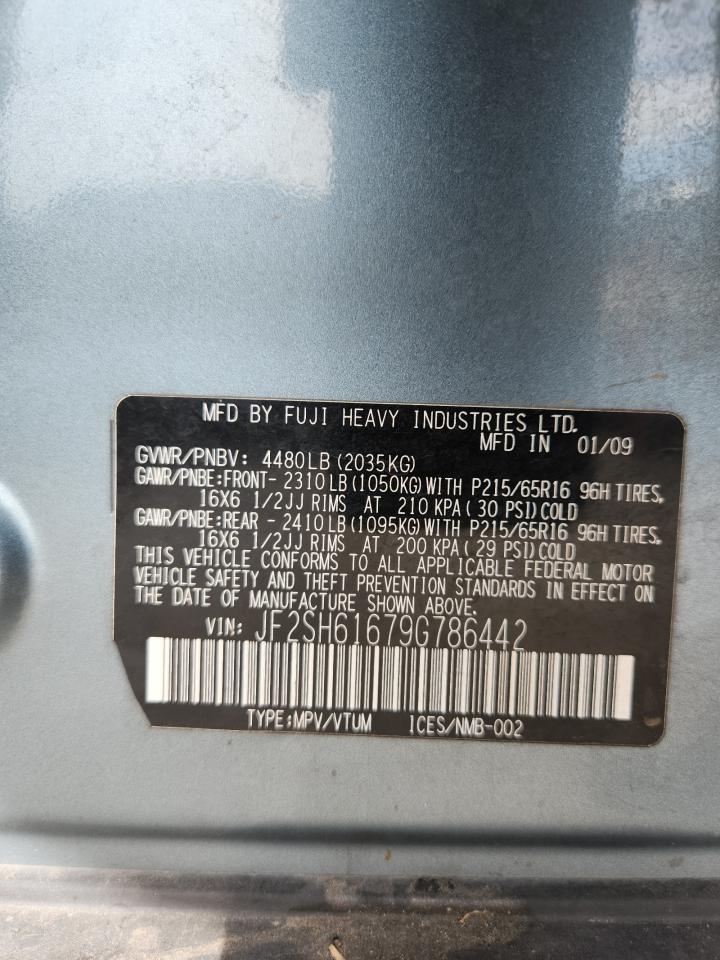 MFD BY FUJI HEAVY INDUSTRIES LTD.
MFD IN 01/09
GVWR/PNBV: 4480LB (2035KG)
GAWR/PNBE:FRONT- 2310 LB (1050KG) WITH P215/65R16 96H TIRES,
16X6 1/2JJ RIMS AT 210 KPA ( 30 PSI) COLD
GAWR/PNBE:REAR - 2410 LB (1095KG) WITH P215/65R16 96H TIRES,
16X6 1/2JJ RIMS AT 200 KPA ( 29 PSI) COLD
THIS VEHICLE CONFORMS TO ALL APPLICABLE FEDERAL MOTOR
VEHICLE SAFETY AND THEFT PREVENTION STANDARDS IN EFFECT ON
THE DATE OF MANUFACTURE SHOWN ABOVE.
VIN: JF2SH61679G786442
TYPE:MPV/VTUM ICES/NMB-002